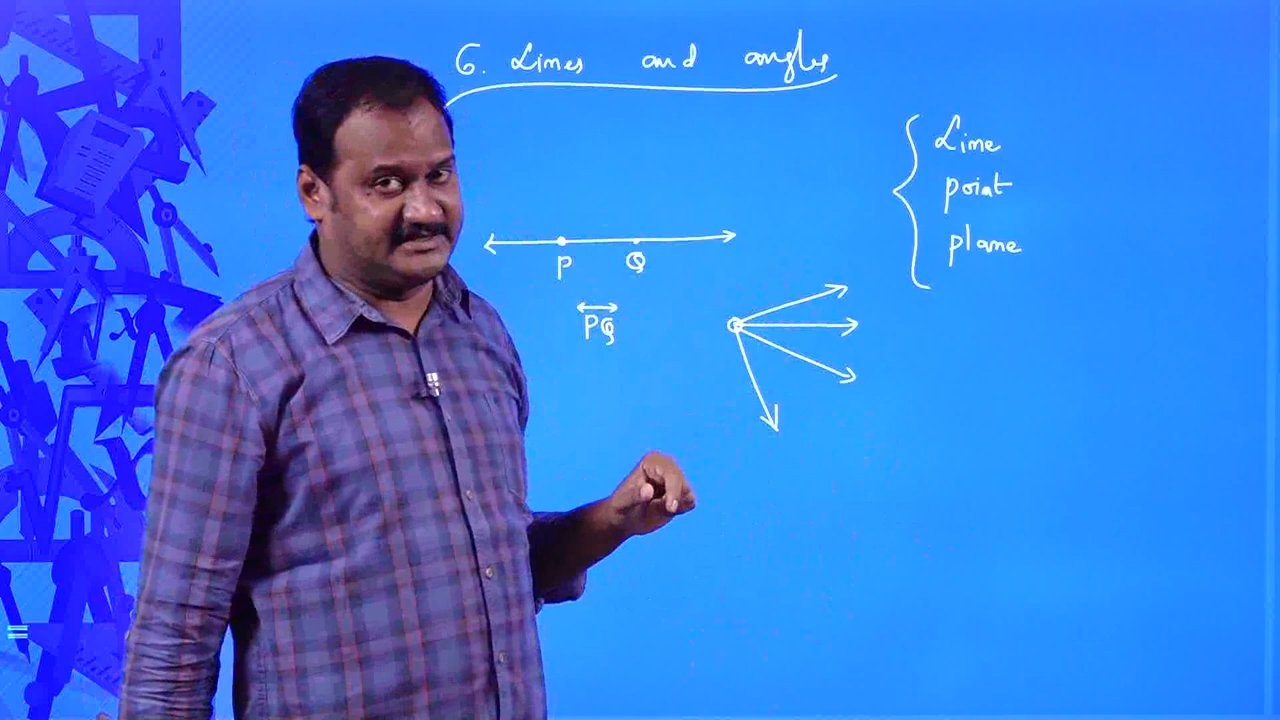 6. Lines and angles
Line
point
plane
P Q
PQ